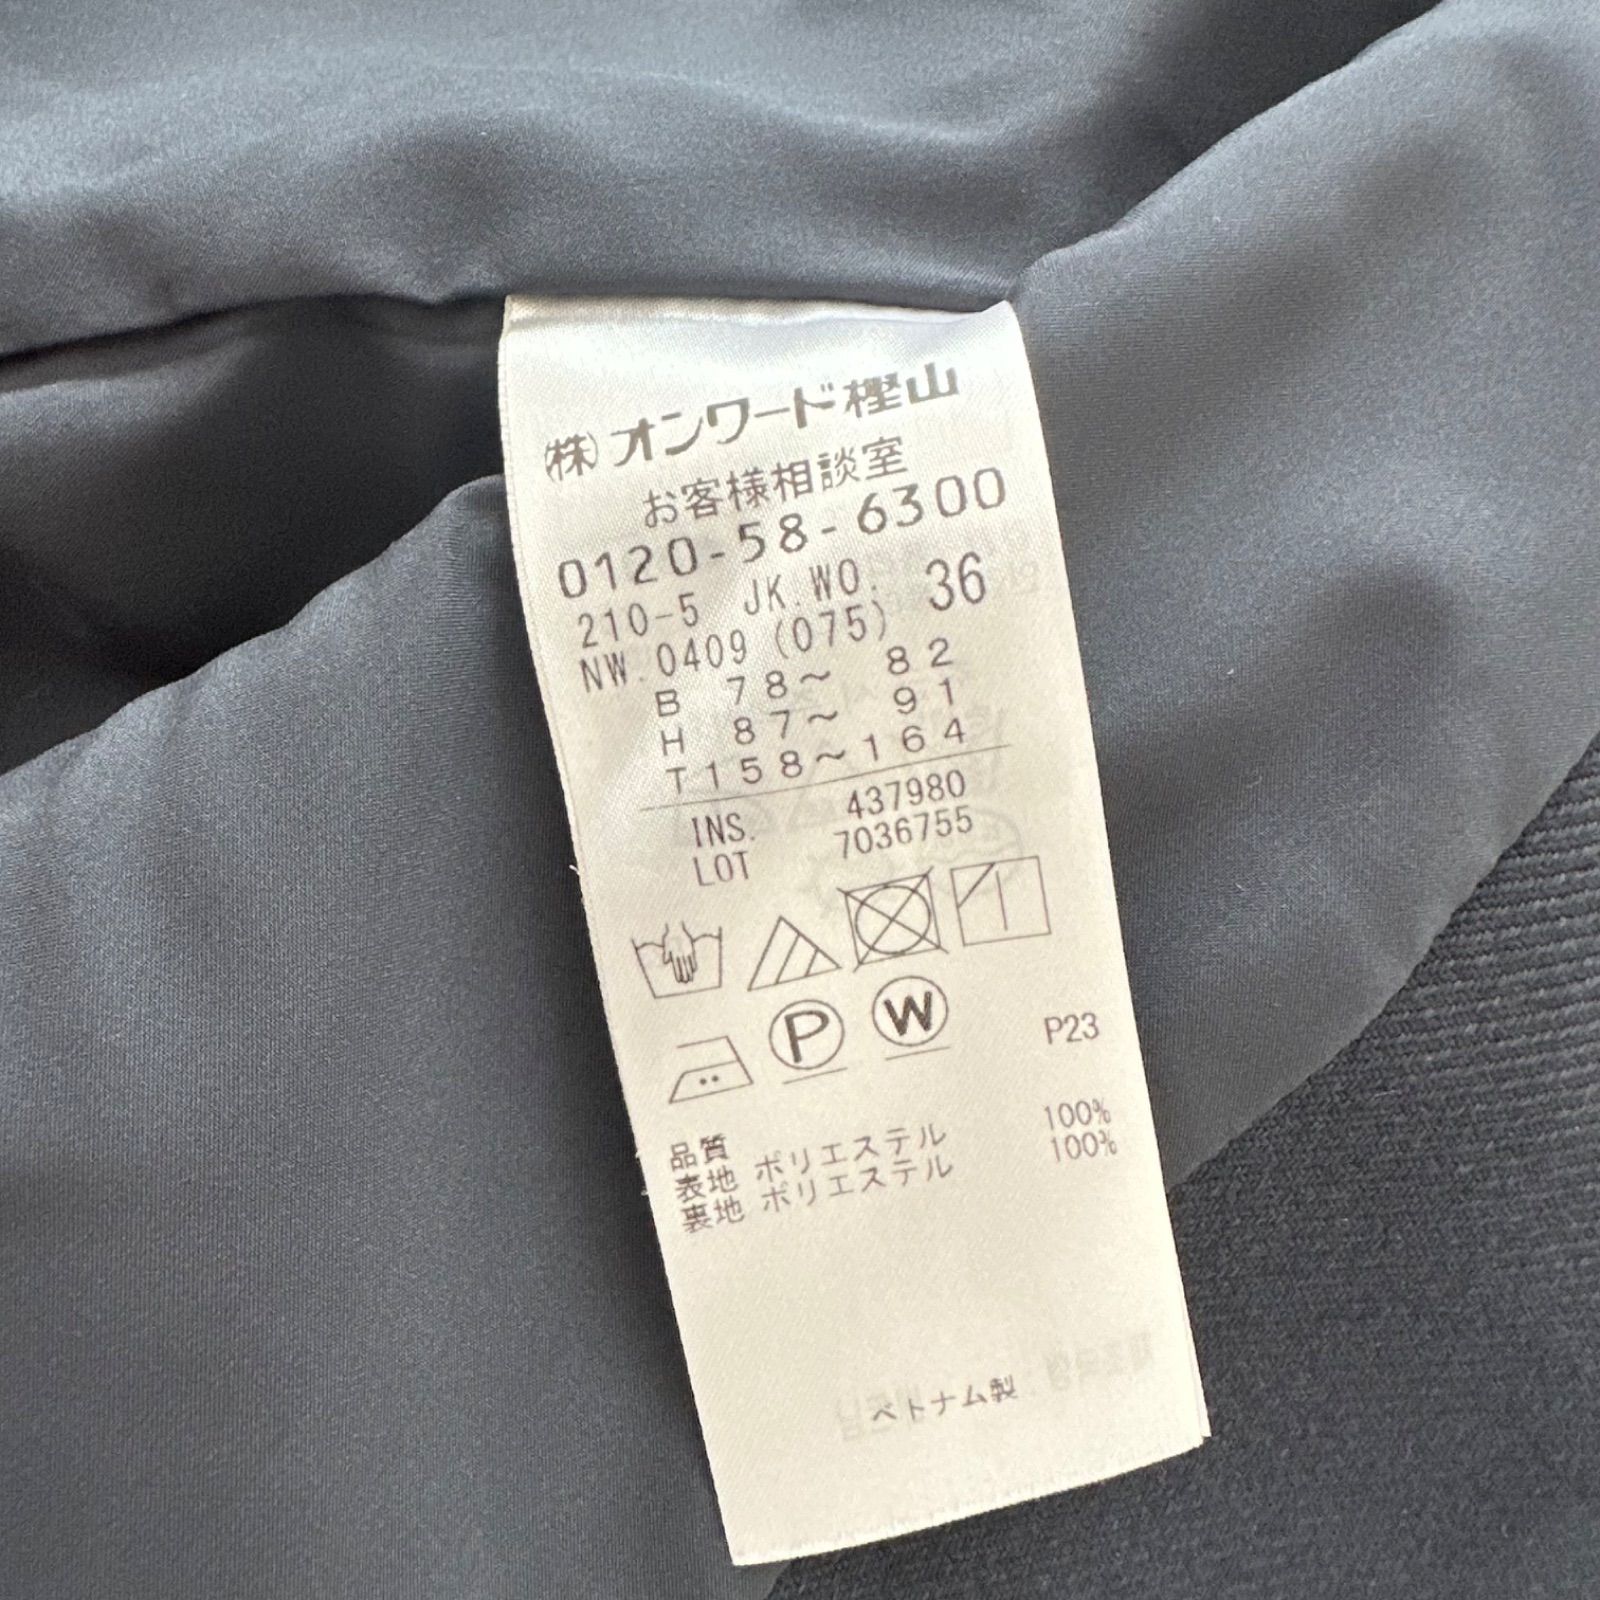 (株)オンワード樫山
お客様相談室
0120-58-6300
210-5 JK.WO. 36
NW.0409(075)
B 78～ 82
H 87～ 91
T158～164
INS. 437980
LOT 7036755
P W
P23
品質
表地 ポリエステル 100%
裏地 ポリエステル 100%
ベトナム製